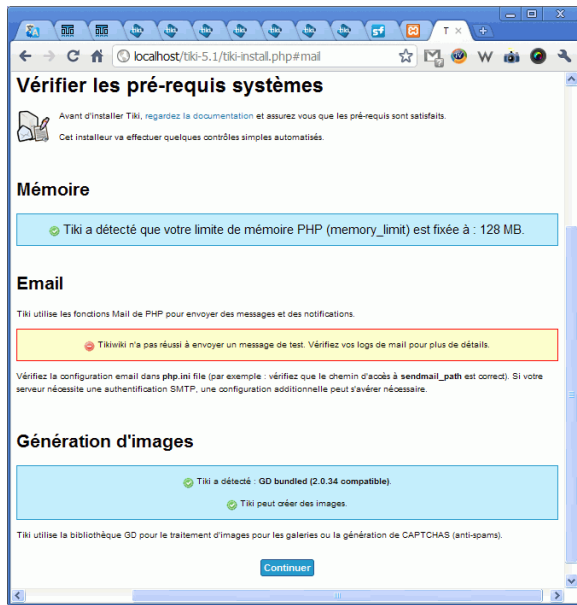 tiki
tiki
tiki
tiki
tiki
tiki
sf
T
localhost/tiki-5.1/tiki-install.php#mail
W
Vérifier les pré-requis systèmes
Avant d'installer Tiki, regardez la documentation et assurez vous que les pré-requis sont satisfaits.
Cet installeur va effectuer quelques contrôles simples automatisés.
Mémoire
Tiki a détecté que votre limite de mémoire PHP (memory_limit) est fixée à : 128 MB.
Email
Tiki utilise les fonctions Mail de PHP pour envoyer des messages et des notifications.
Tikiwiki n'a pas réussi à envoyer un message de test. Vérifiez vos logs de mail pour plus de détails.
Vérifiez la configuration email dans php.ini file (par exemple : vérifiez que le chemin d'accès à sendmail_path est correct). Si votre
serveur nécessite une authentification SMTP, une configuration additionnelle peut s'avérer nécessaire.
Génération d'images
Tiki a détecté : GD bundled (2.0.34 compatible).
Tiki peut créer des images.
Tiki utilise la bibliothèque GD pour le traitement d'images pour les galeries ou la génération de CAPTCHAS (anti-spams).
Continuer